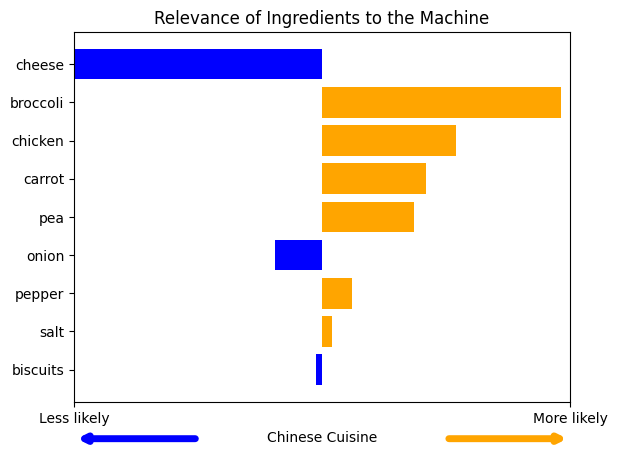 Relevance of Ingredients to the Machine
cheese
broccoli
chicken
carrot
pea
onion
pepper
salt
biscuits
Less likely
More likely
Chinese Cuisine